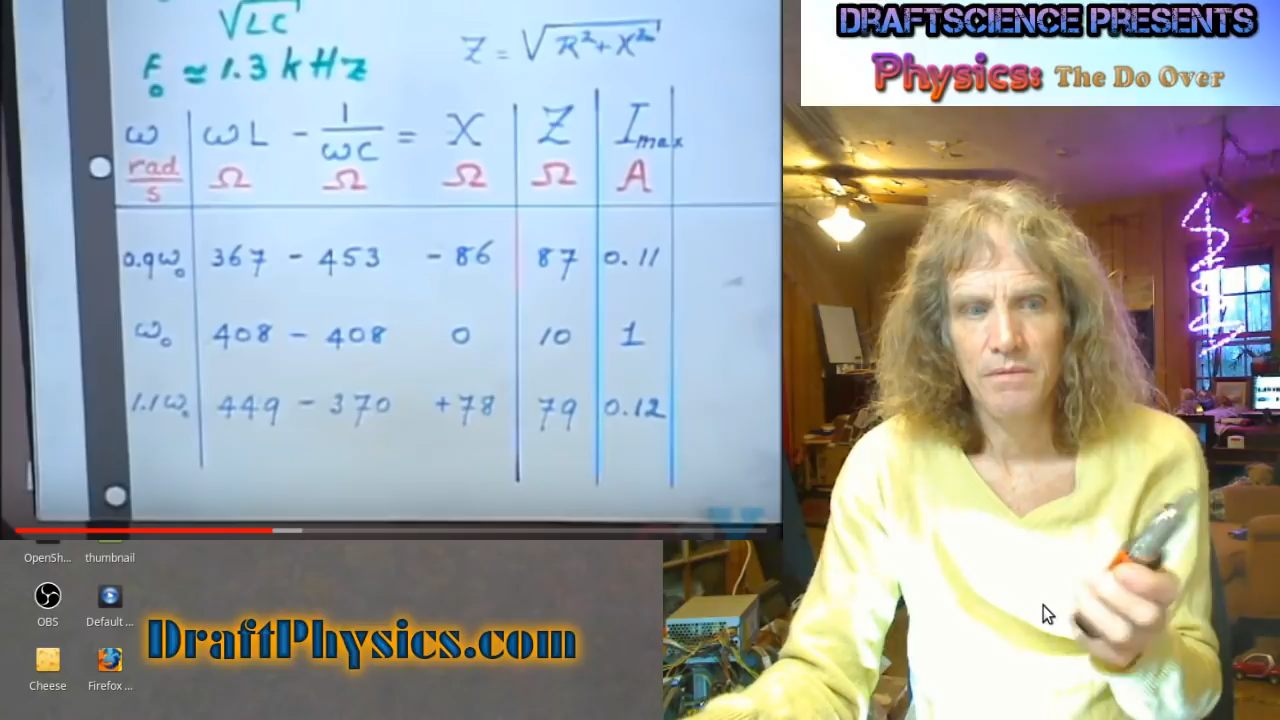 √LC
F₀ ≈ 1.3 kHz
Z = √R² + X²
ω | ωL - 1/ωC = X | Z | Imax
rad/s | Ω Ω Ω | Ω | A
0.9ω₀ | 367 - 453 - 86 | 87 | 0.11
ω₀ | 408 - 408 0 | 10 | 1
1.1ω₀ | 449 - 370 +78 | 79 | 0.12
DRAFTSCIENCE PRESENTS
Physics: The Do Over
OpenSh... thumbnail
OBS Default ...
Cheese Firefox ...
DraftPhysics.com